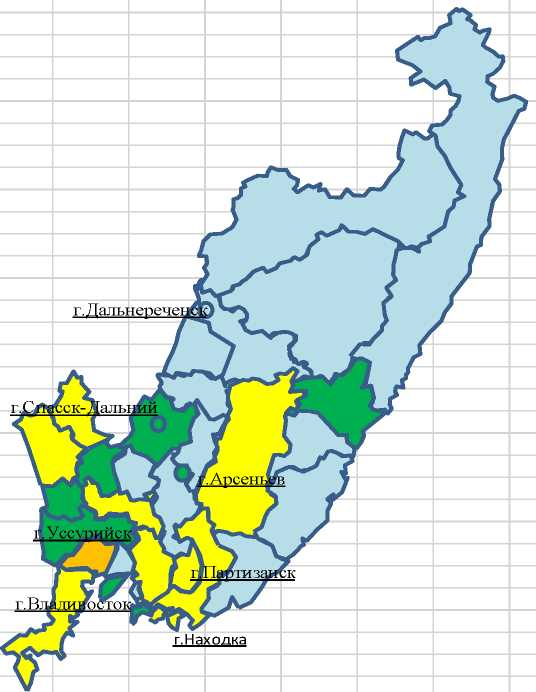 г.Дальнереченск
г.Спасск-Дальний
г.Арсеньев
г.Уссурийск
г.Партизанск
г.Владивосток
г.Находка